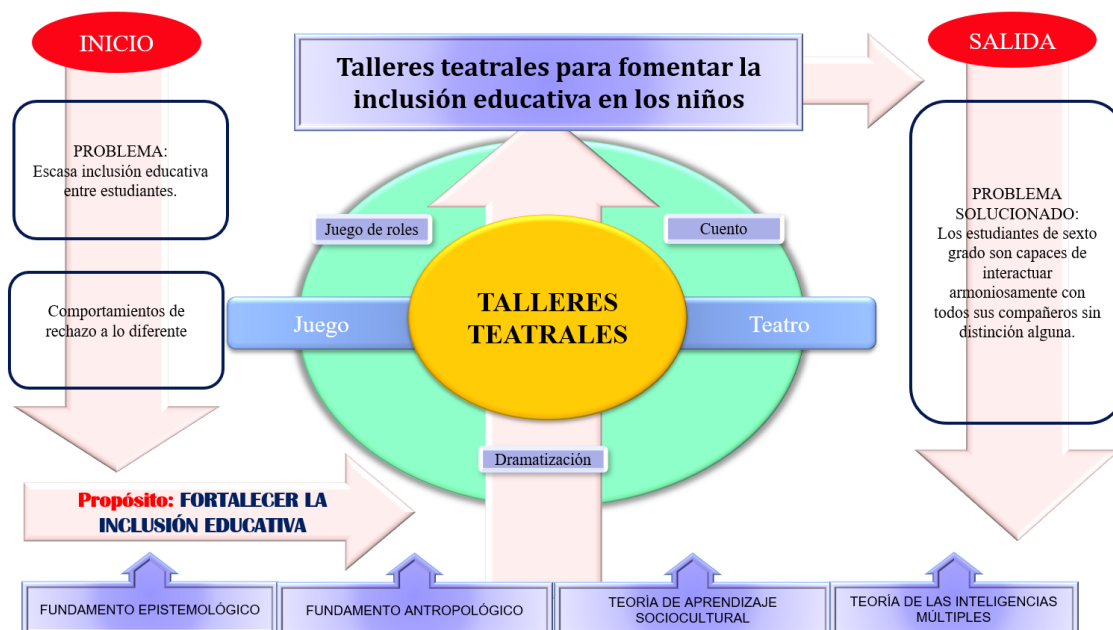 INICIO
PROBLEMA:
Escasa inclusión educativa
entre estudiantes.
Comportamientos de
rechazo a lo diferente
Propósito: FORTALECER LA
INCLUSIÓN EDUCATIVA
Talleres teatrales para fomentar la
inclusión educativa en los niños
Juego de roles
Cuento
Juego
TALLERES
TEATRALES
Teatro
Dramatización
SALIDA
PROBLEMA
SOLUCIONADO:
Los estudiantes de sexto
grado son capaces de
interactuar
armoniosamente con
todos sus compañeros sin
distinción alguna.
FUNDAMENTO EPISTEMOLÓGICO
FUNDAMENTO ANTROPOLÓGICO
TEORÍA DE APRENDIZAJE
SOCIOCULTURAL
TEORÍA DE LAS INTELIGENCIAS
MÚLTIPLES